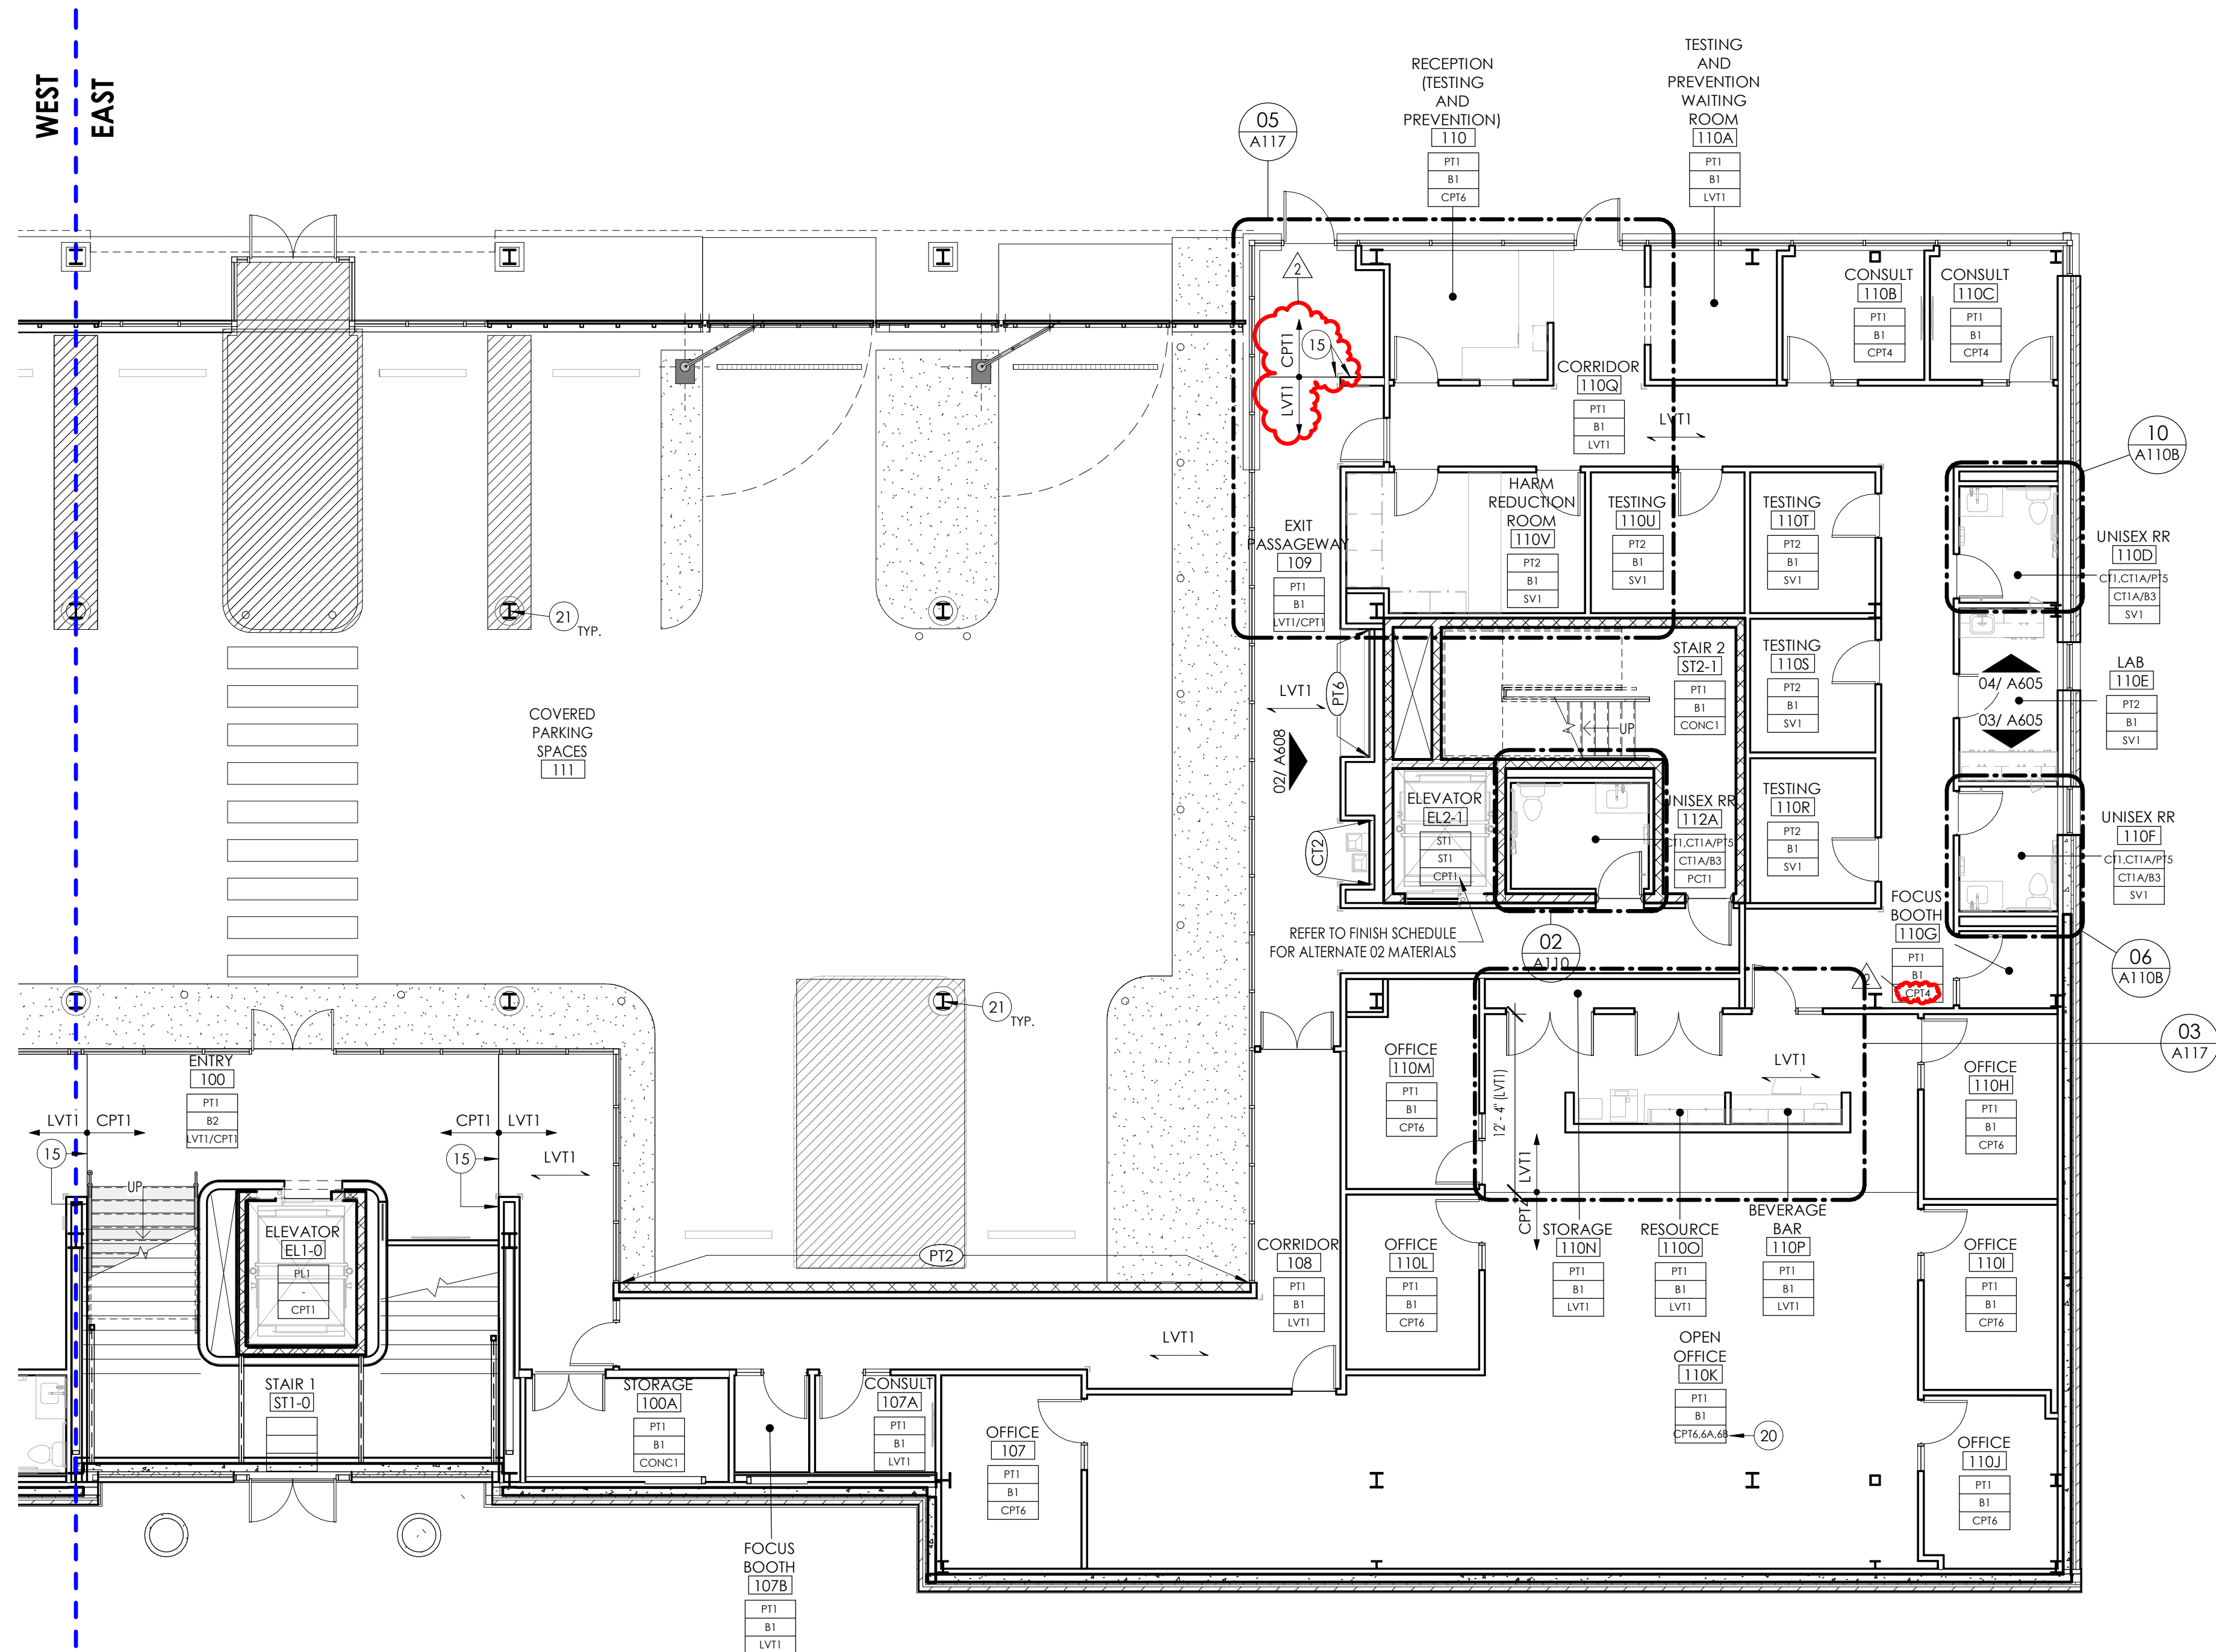 WEST
EAST
05
A117
RECEPTION
(TESTING
AND
PREVENTION)
110
PT1
B1
CPT6
TESTING
AND
PREVENTION
WAITING
ROOM
110A
PT1
B1
LVT1
2
CPT1
15
LVT1
CONSULT
110B
PT1
B1
CPT4
CONSULT
110C
PT1
B1
CPT4
CORRIDOR
110Q
PT1
B1
LVT1
LVT1
10
A110B
EXIT
PASSAGEWAY
109
PT1
B1
LVT1/CPT1
HARM
REDUCTION
ROOM
110V
PT2
B1
SV1
TESTING
110U
PT2
B1
SV1
TESTING
110T
PT2
B1
SV1
UNISEX RR
110D
CT1,CT1A/PT5
CT1A/B3
SV1
21
TYP.
COVERED
PARKING
SPACES
111
LVT1
PT6
02/ A608
CT2
STAIR 2
ST2-1
PT1
B1
CONC1
UP
TESTING
110S
PT2
B1
SV1
04/ A605
03/ A605
LAB
110E
PT2
B1
SV1
ELEVATOR
EL2-1
ST1
ST1
CPT1
UNISEX RR
112A
CT1,CT1A/PT5
CT1A/B3
PCT1
TESTING
110R
PT2
B1
SV1
UNISEX RR
110F
CT1,CT1A/PT5
CT1A/B3
SV1
REFER TO FINISH SCHEDULE
FOR ALTERNATE 02 MATERIALS
02
A110
FOCUS
BOOTH
110G
PT1
B1
CPT4
2
06
A110B
21
TYP.
03
A117
ENTRY
100
PT1
B2
LVT1/CPT1
LVT1
CPT1
CPT1
LVT1
15
15
LVT1
UP
ELEVATOR
EL1-0
PL1
-
CPT1
STAIR 1
ST1-0
OFFICE
110M
PT1
B1
CPT6
12' - 4" (LVT1)
LVT1
CPT4
LVT1
OFFICE
110H
PT1
B1
CPT6
PT2
CORRIDOR
108
PT1
B1
LVT1
OFFICE
110L
PT1
B1
CPT6
STORAGE
110N
PT1
B1
LVT1
RESOURCE
110O
PT1
B1
LVT1
BEVERAGE
BAR
110P
PT1
B1
LVT1
OFFICE
110I
PT1
B1
CPT6
LVT1
OPEN
OFFICE
110K
PT1
B1
CPT6,6A,6B
20
STORAGE
100A
PT1
B1
CONC1
CONSULT
107A
PT1
B1
LVT1
OFFICE
107
PT1
B1
CPT6
OFFICE
110J
PT1
B1
CPT6
FOCUS
BOOTH
107B
PT1
B1
LVT1